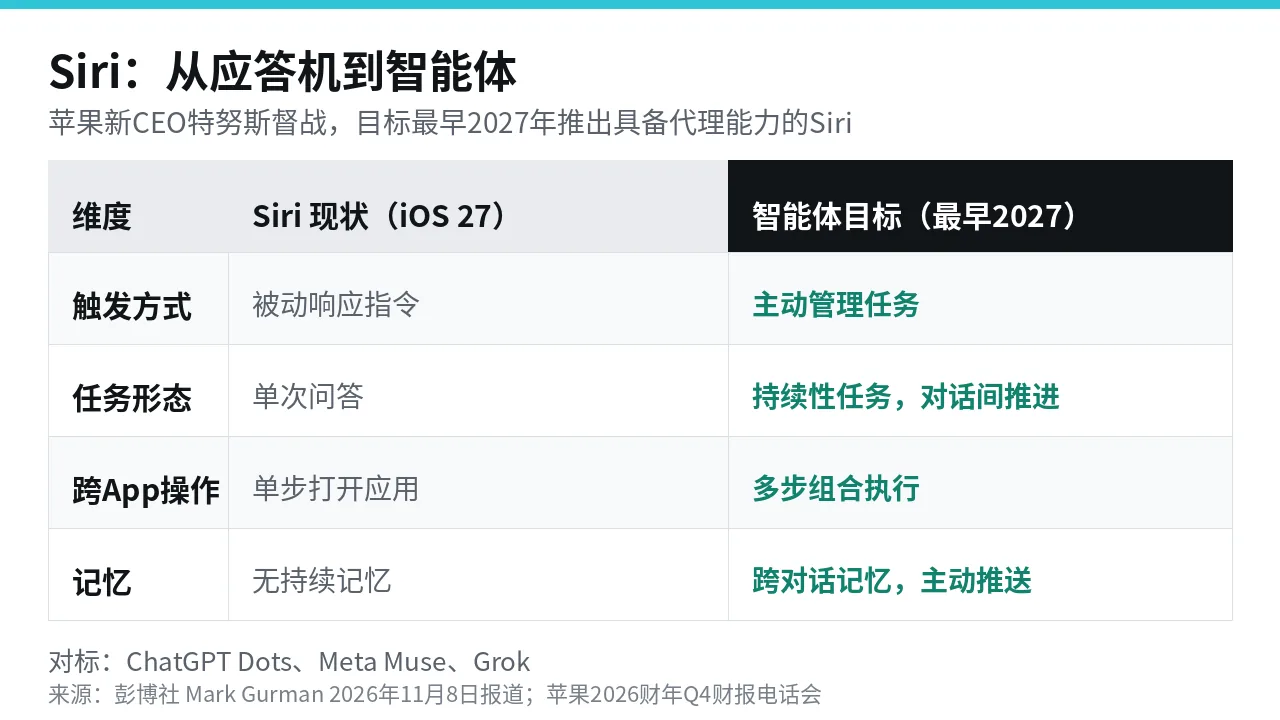 Siri：从应答机到智能体
苹果新CEO特努斯督战，目标最早2027年推出具备代理能力的Siri
维度 Siri 现状（iOS 27） 智能体目标（最早2027）
触发方式 被动响应指令 主动管理任务
任务形态 单次问答 持续性任务，对话间推进
跨App操作 单步打开应用 多步组合执行
记忆 无持续记忆 跨对话记忆，主动推送
对标：ChatGPT Dots、Meta Muse、Grok
来源：彭博社 Mark Gurman 2026年11月8日报道；苹果2026财年Q4财报电话会